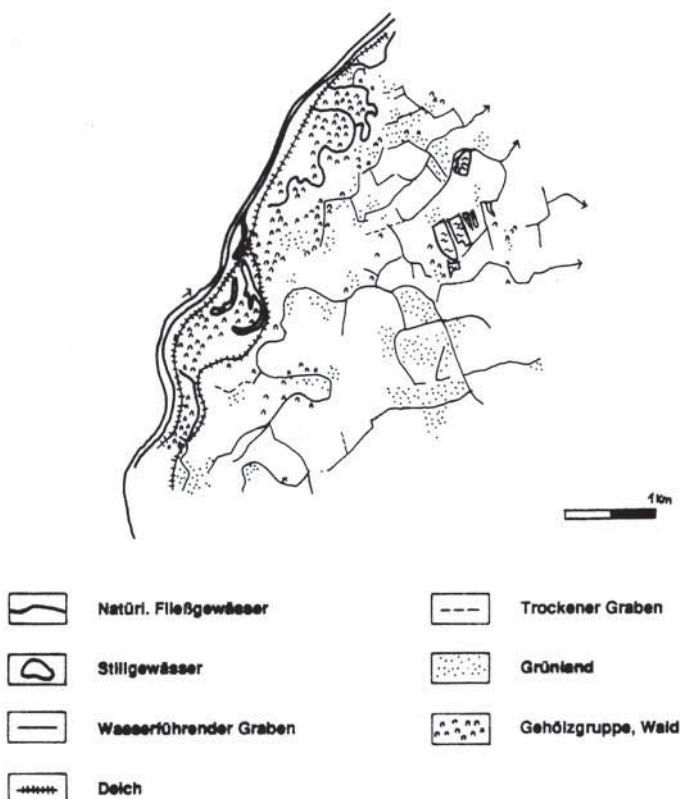 1 Km
Natürl. Fließgewässer
Stillgewässer
Wasserführender Graben
Deich
Trockener Graben
Grünland
Gehölzgruppe, Wald